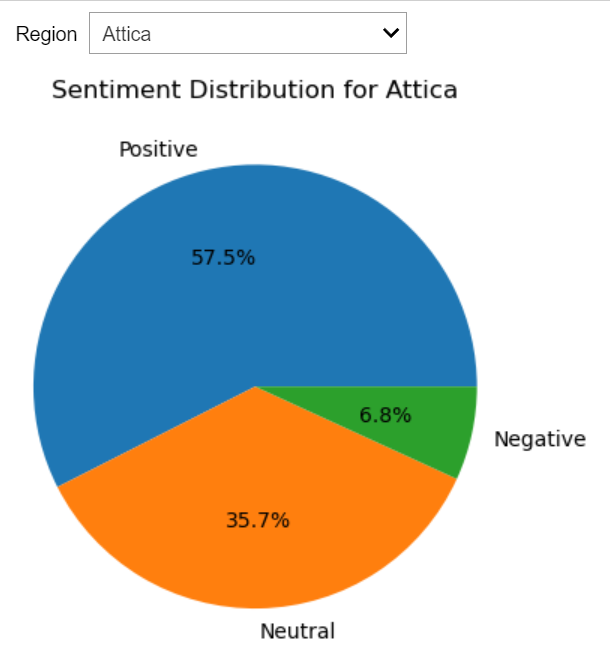 Region Attica
Sentiment Distribution for Attica
Positive
57.5%
6.8%
Negative
35.7%
Neutral